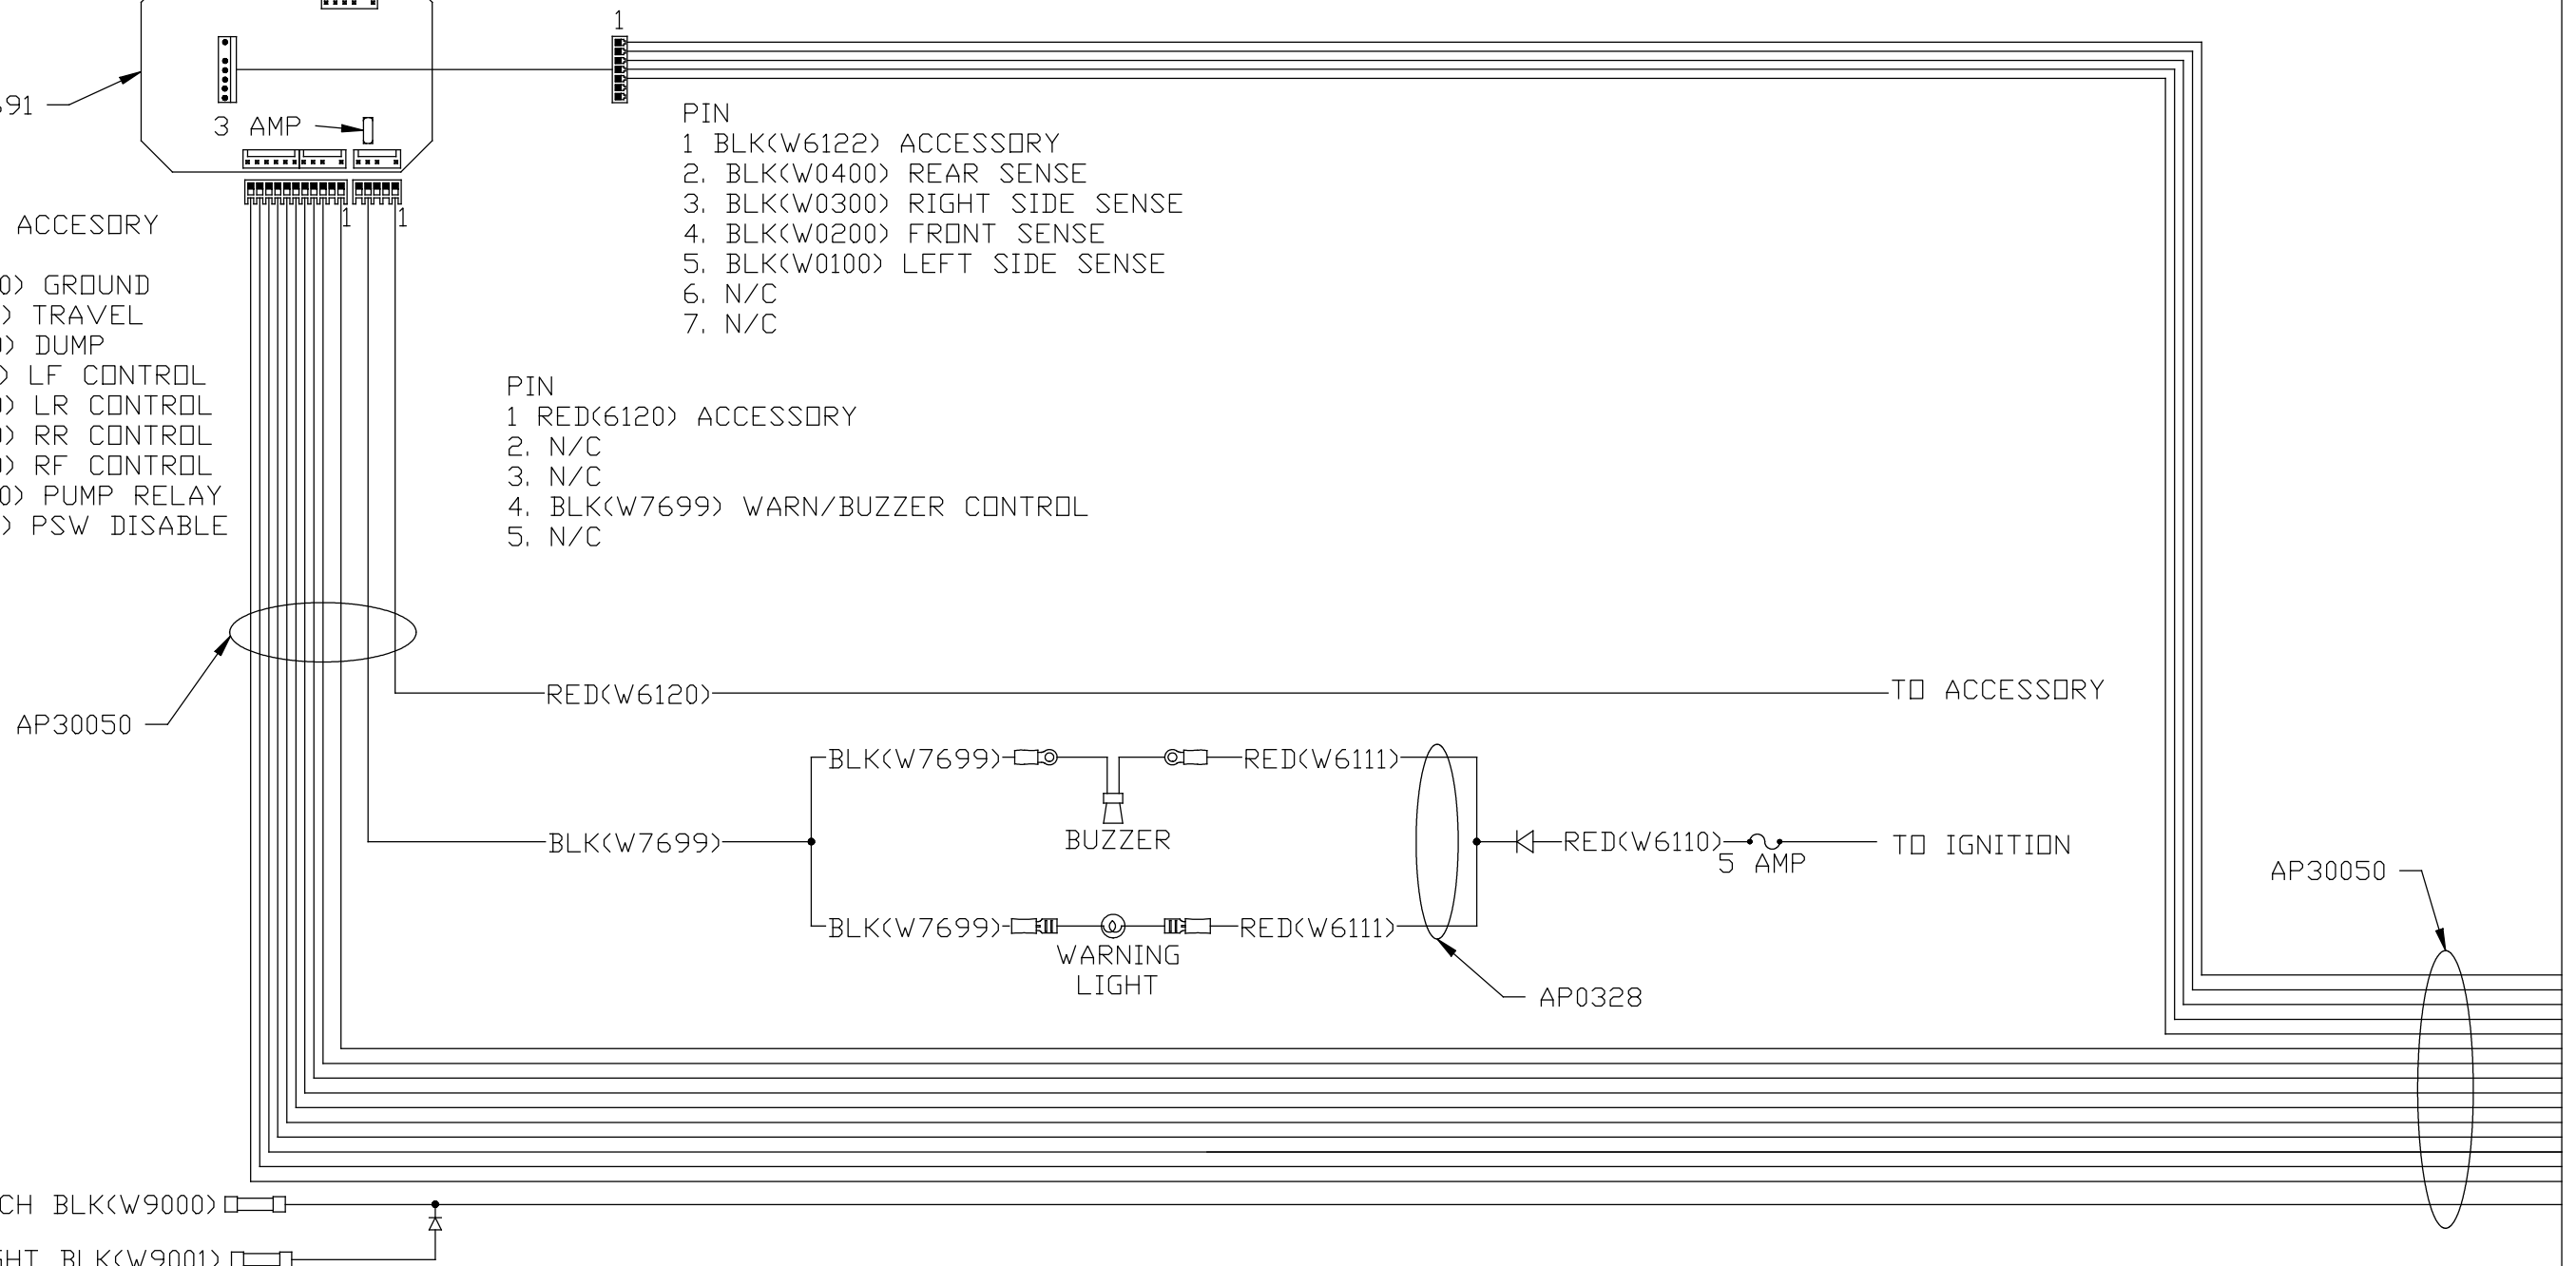 1
91
3 AMP
PIN
1 BLK(W6122) ACCESSORY
2. BLK(W0400) REAR SENSE
3. BLK(W0300) RIGHT SIDE SENSE
4. BLK(W0200) FRONT SENSE
5. BLK(W0100) LEFT SIDE SENSE
6. N/C
7. N/C
1
1
ACCESORY
0) GROUND
) TRAVEL
) DUMP
) LF CONTROL
) LR CONTROL
) RR CONTROL
) RF CONTROL
0) PUMP RELAY
) PSW DISABLE
PIN
1 RED(6120) ACCESSORY
2. N/C
3. N/C
4. BLK(W7699) WARN/BUZZER CONTROL
5. N/C
AP30050
RED(W6120)
TO ACCESSORY
BLK(W7699)
RED(W6111)
BUZZER
BLK(W7699)
RED(W6110)
5 AMP
TO IGNITION
BLK(W7699)
RED(W6111)
WARNING
LIGHT
AP0328
AP30050
CH BLK(W9000)
GHT BLK(W9001)